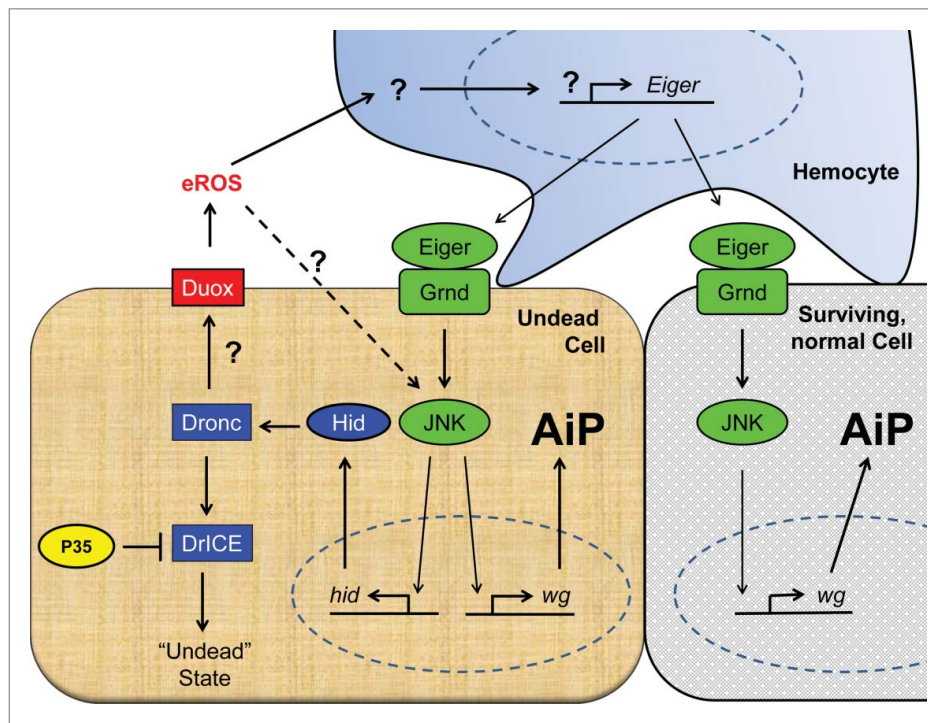 ?
?
Eiger
Hemocyte
eROS
?
Eiger
Grnd
Eiger
Grnd
Duox
Undead
Cell
Surviving,
normal Cell
?
Dronc
Hid
JNK
AiP
JNK
AiP
P35
DrICE
hid
wg
wg
“Undead”
State